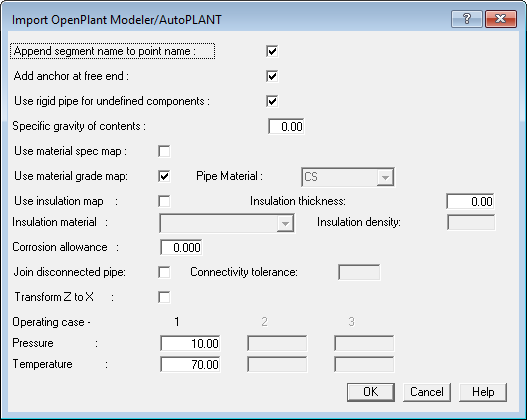 Import OpenPlant Modeler/AutoPLANT ? X
Append segment name to point name :
Add anchor at free end :
Use rigid pipe for undefined components :
Specific gravity of contents : 0.00
Use material spec map :
Use material grade map: Pipe Material : CS
Use insulation map : Insulation thickness: 0.00
Insulation material : Insulation density:
Corrosion allowance : 0.000
Join disconnected pipe: Connectivity tolerance:
Transform Z to X :
Operating case - 1 2 3
Pressure : 10.00
Temperature : 70.00
OK Cancel Help